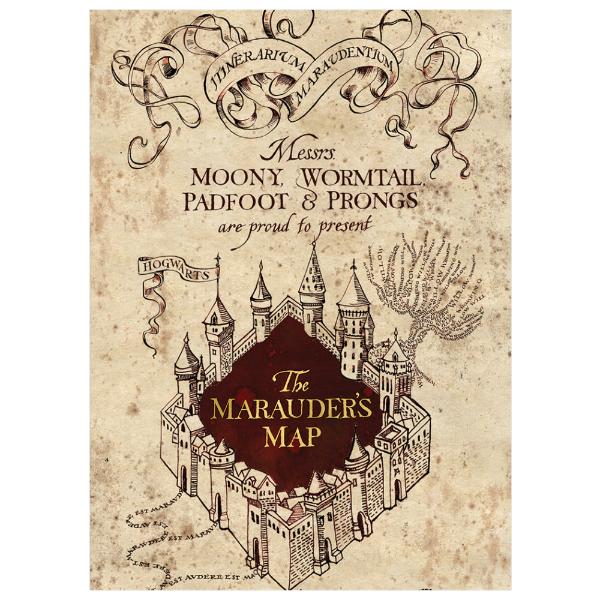 ITINERARIUM
MARAUDENTIUM
Messrs.
MOONY, WORMTAIL,
PADFOOT & PRONGS
are proud to present
HOGWARTS
The
MARAUDER'S
MAP